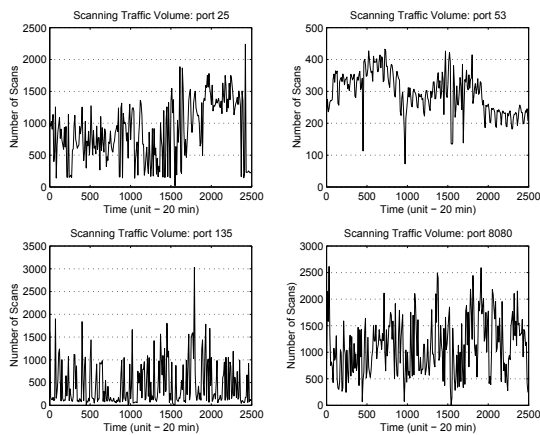 Scanning Traffic Volume: port 25
Number of Scans
2500
2000
1500
1000
500
0
0 500 1000 1500 2000 2500
Time (unit − 20 min)
Scanning Traffic Volume: port 53
Number of Scans
500
400
300
200
100
0
0 500 1000 1500 2000 2500
Time (unit − 20 min)
Scanning Traffic Volume: port 135
Number of Scans
3500
3000
2500
2000
1500
1000
500
0
0 500 1000 1500 2000 2500
Time (unit − 20 min)
Scanning Traffic Volume: port 8080
Number of Scans)
3000
2500
2000
1500
1000
500
0
0 500 1000 1500 2000 2500
Time (unit − 20 min)